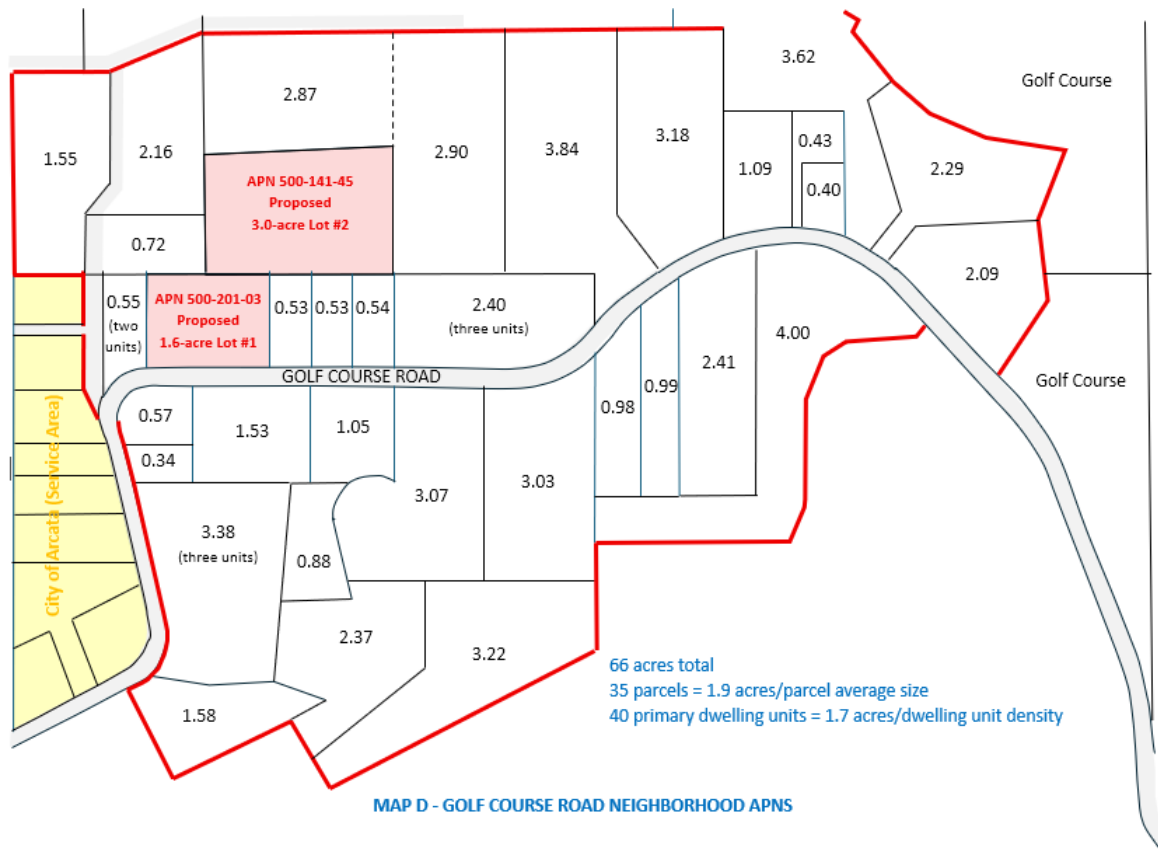 3.62
Golf Course
2.87
1.55
2.16
2.90
3.84
3.18
0.43
1.09
0.40
2.29
APN 500-141-45
Proposed
3.0-acre Lot #2
0.72
2.09
0.55
(two
units)
APN 500-201-03
Proposed
1.6-acre Lot #1
0.53
0.53
0.54
2.40
(three units)
4.00
2.41
0.99
0.98
GOLF COURSE ROAD
Golf Course
0.57
1.53
1.05
0.34
3.07
3.03
City of Arcata (Service Area)
3.38
(three units)
0.88
2.37
3.22
1.58
66 acres total
35 parcels = 1.9 acres/parcel average size
40 primary dwelling units = 1.7 acres/dwelling unit density
MAP D - GOLF COURSE ROAD NEIGHBORHOOD APNS